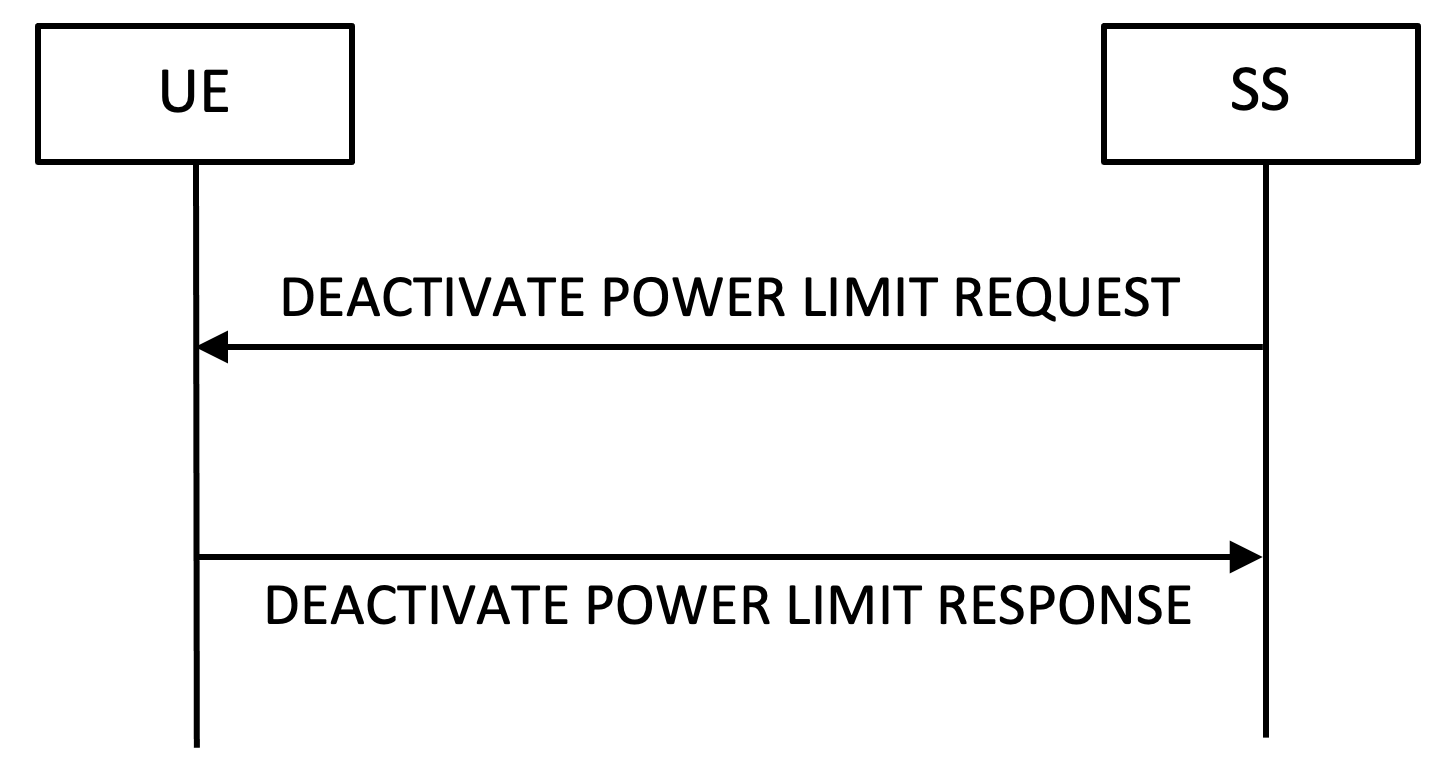 UE
SS
DEACTIVATE POWER LIMIT REQUEST
DEACTIVATE POWER LIMIT RESPONSE